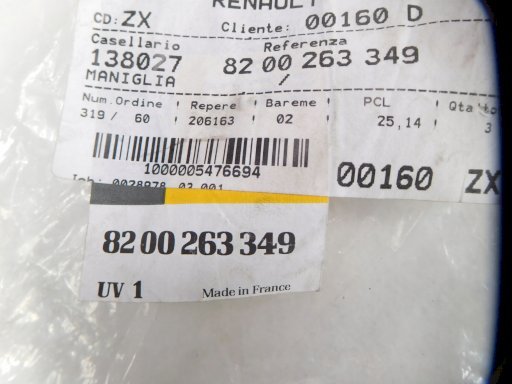 RENAULT
CD: ZX Cliente: 00160 D
Casellario Referenza
138027 82 00 263 349
MANIGLIA /
Num.Ordine Repere Bareme PCL
319 / 60 206163 02 25,14 3
1000005476694
00160 ZX
82 00 263 349
UV 1 Made in France